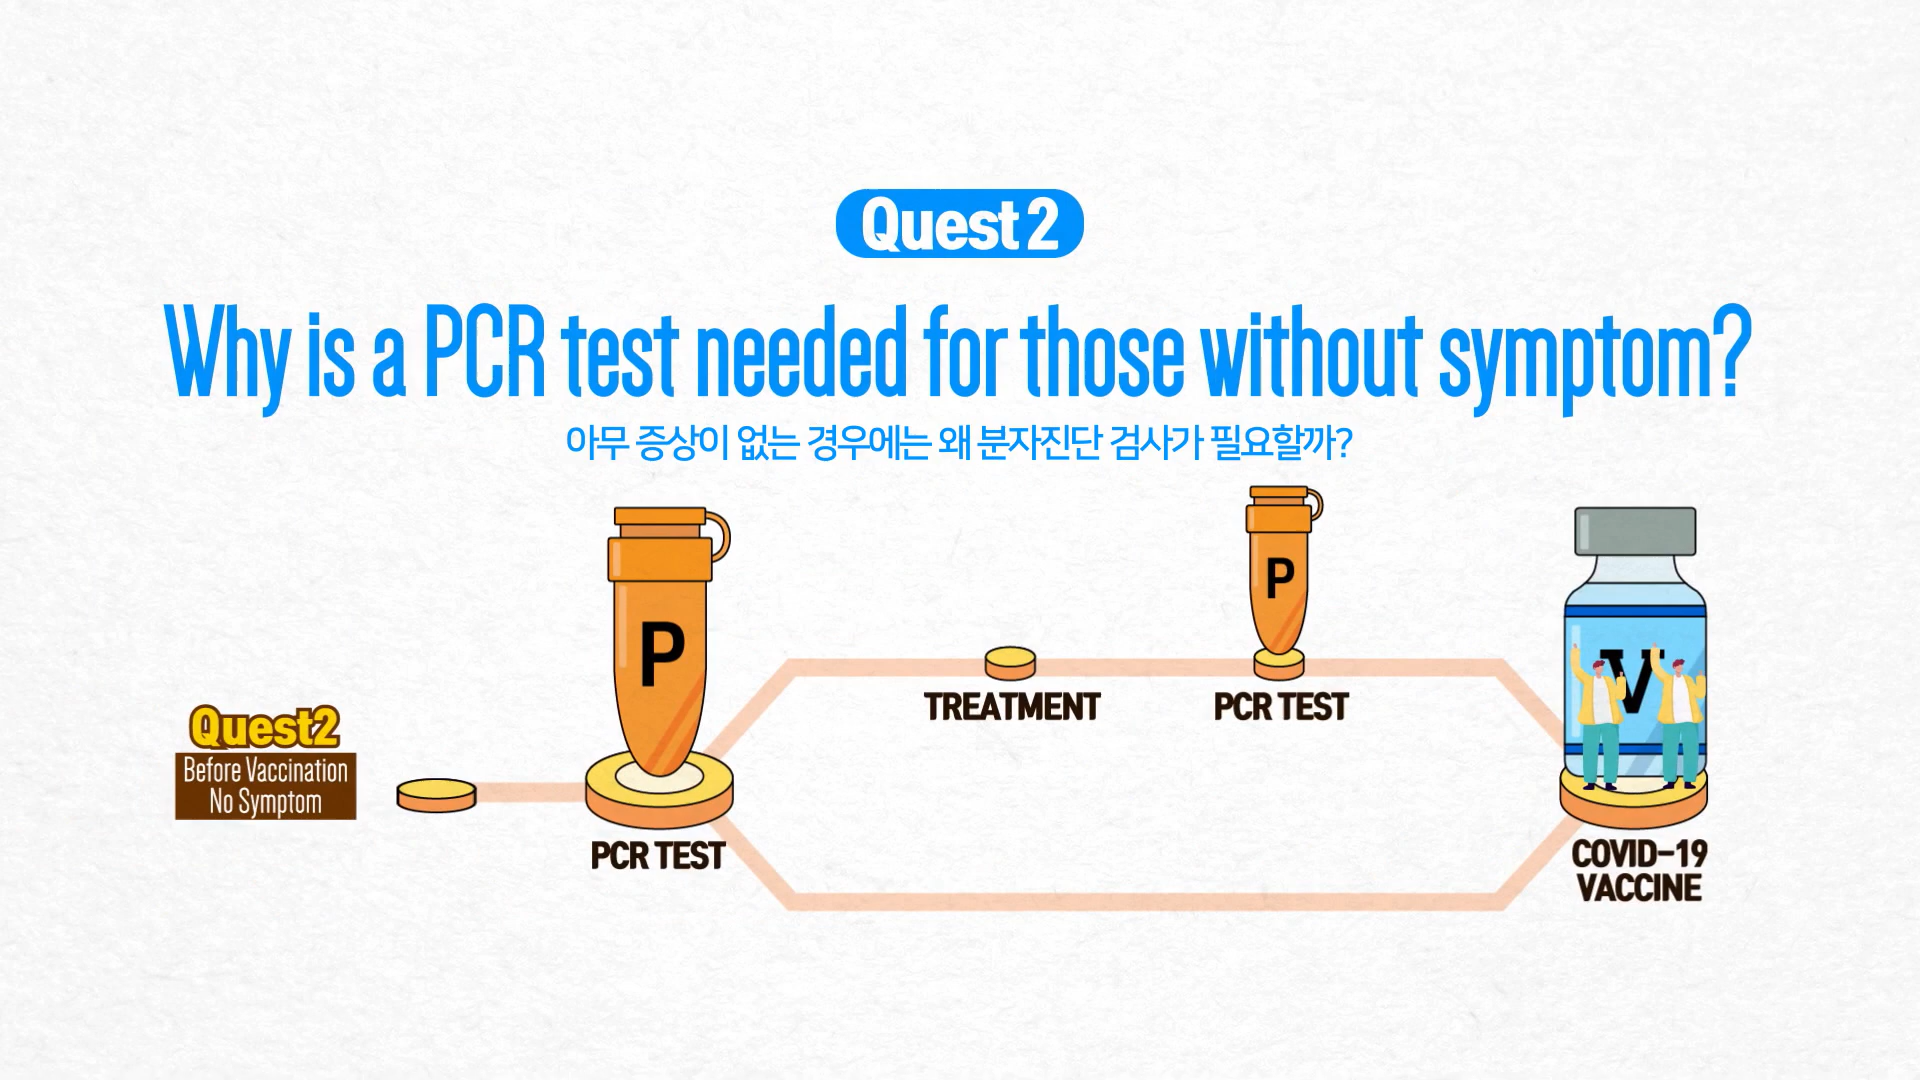 Quest 2
Why is a PCR test needed for those without symptom?
아무 증상이 없는 경우에는 왜 분자진단 검사가 필요할까?
P
P
V
TREATMENT
PCR TEST
Quest2
Before Vaccination
No Symptom
PCR TEST
COVID-19
VACCINE